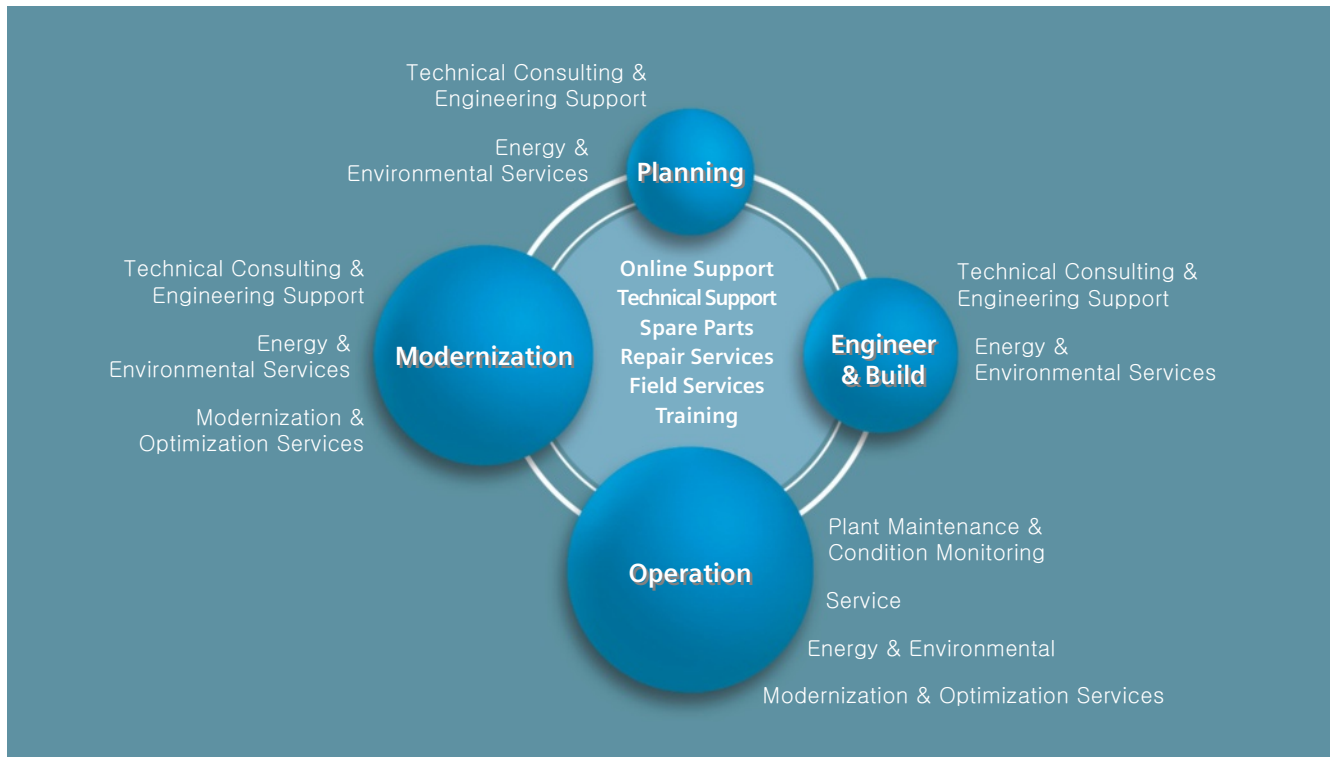 Technical Consulting &
Engineering Support
Energy &
Environmental Services
Planning
Technical Consulting &
Engineering Support
Energy &
Environmental Services
Modernization &
Optimization Services
Modernization
Online Support
Technical Support
Spare Parts
Repair Services
Field Services
Training
Engineer
& Build
Technical Consulting &
Engineering Support
Energy &
Environmental Services
Operation
Plant Maintenance &
Condition Monitoring
Service
Energy & Environmental
Modernization & Optimization Services